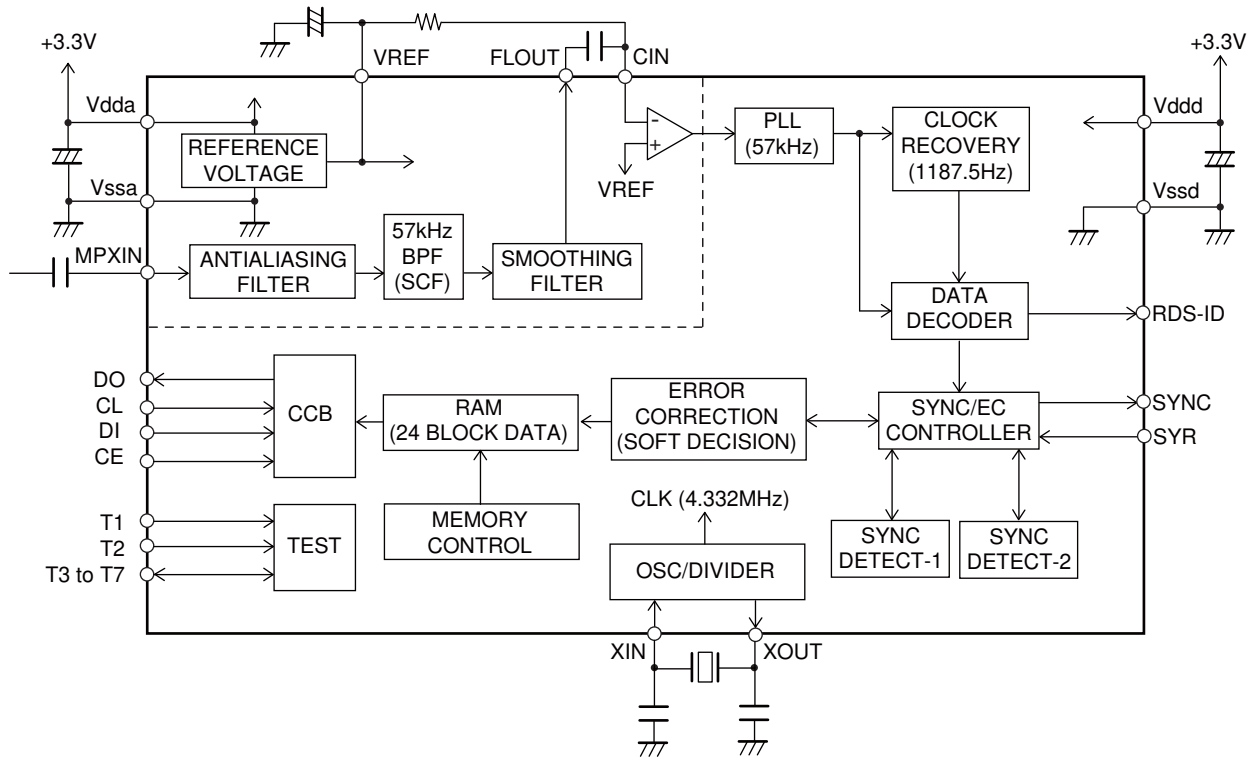 +3.3V
VREF
FLOUT
CIN
+3.3V
Vdda
REFERENCE
VOLTAGE
Vssa
-
+
VREF
PLL
(57kHz)
CLOCK
RECOVERY
(1187.5Hz)
Vddd
Vssd
MPXIN
ANTIALIASING
FILTER
57kHz
BPF
(SCF)
SMOOTHING
FILTER
DATA
DECODER
RDS-ID
DO
CL
DI
CE
CCB
RAM
(24 BLOCK DATA)
ERROR
CORRECTION
(SOFT DECISION)
SYNC/EC
CONTROLLER
SYNC
SYR
T1
T2
T3 to T7
TEST
MEMORY
CONTROL
CLK (4.332MHz)
OSC/DIVIDER
SYNC
DETECT-1
SYNC
DETECT-2
XIN
XOUT